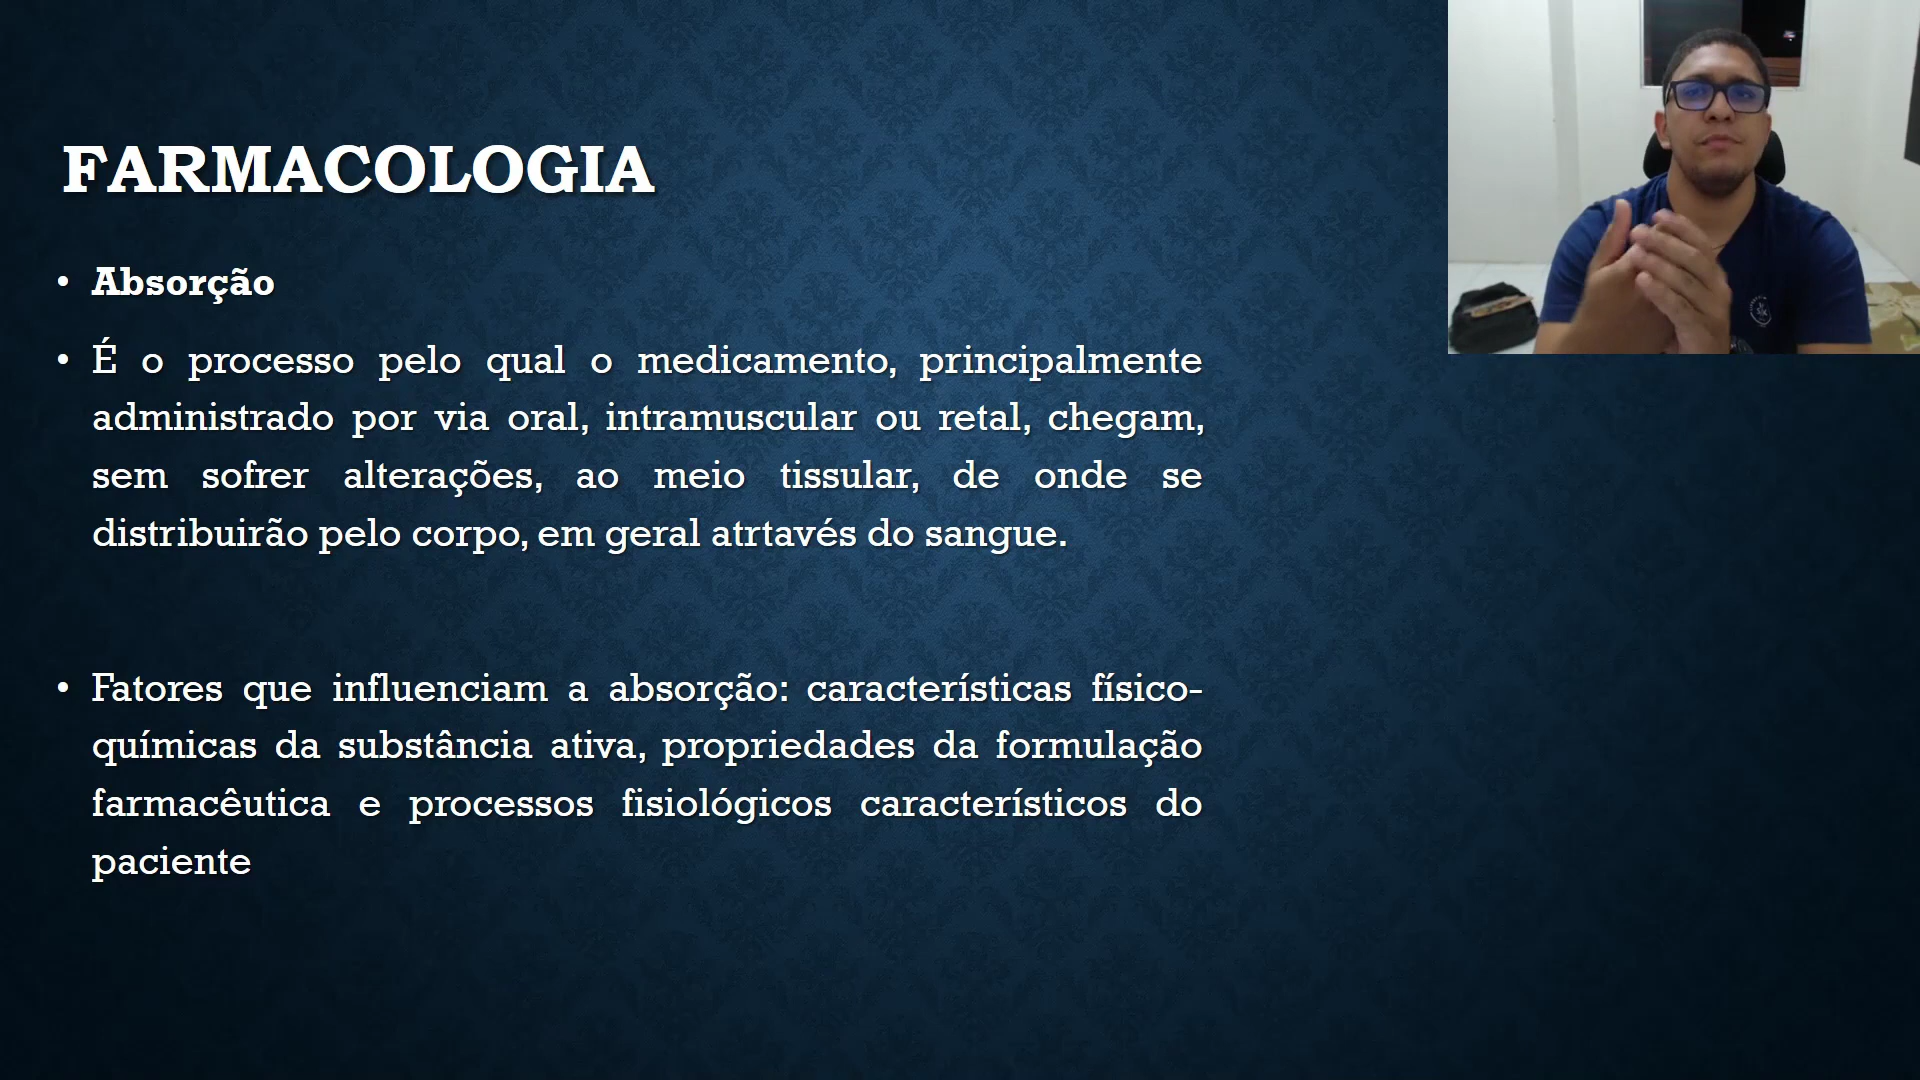 FARMACOLOGIA
• Absorção
• É o processo pelo qual o medicamento, principalmente
administrado por via oral, intramuscular ou retal, chegam,
sem sofrer alterações, ao meio tissular, de onde se
distribuirão pelo corpo, em geral atrtavés do sangue.
• Fatores que influenciam a absorção: características físico-
químicas da substância ativa, propriedades da formulação
farmacêutica e processos fisiológicos característicos do
paciente